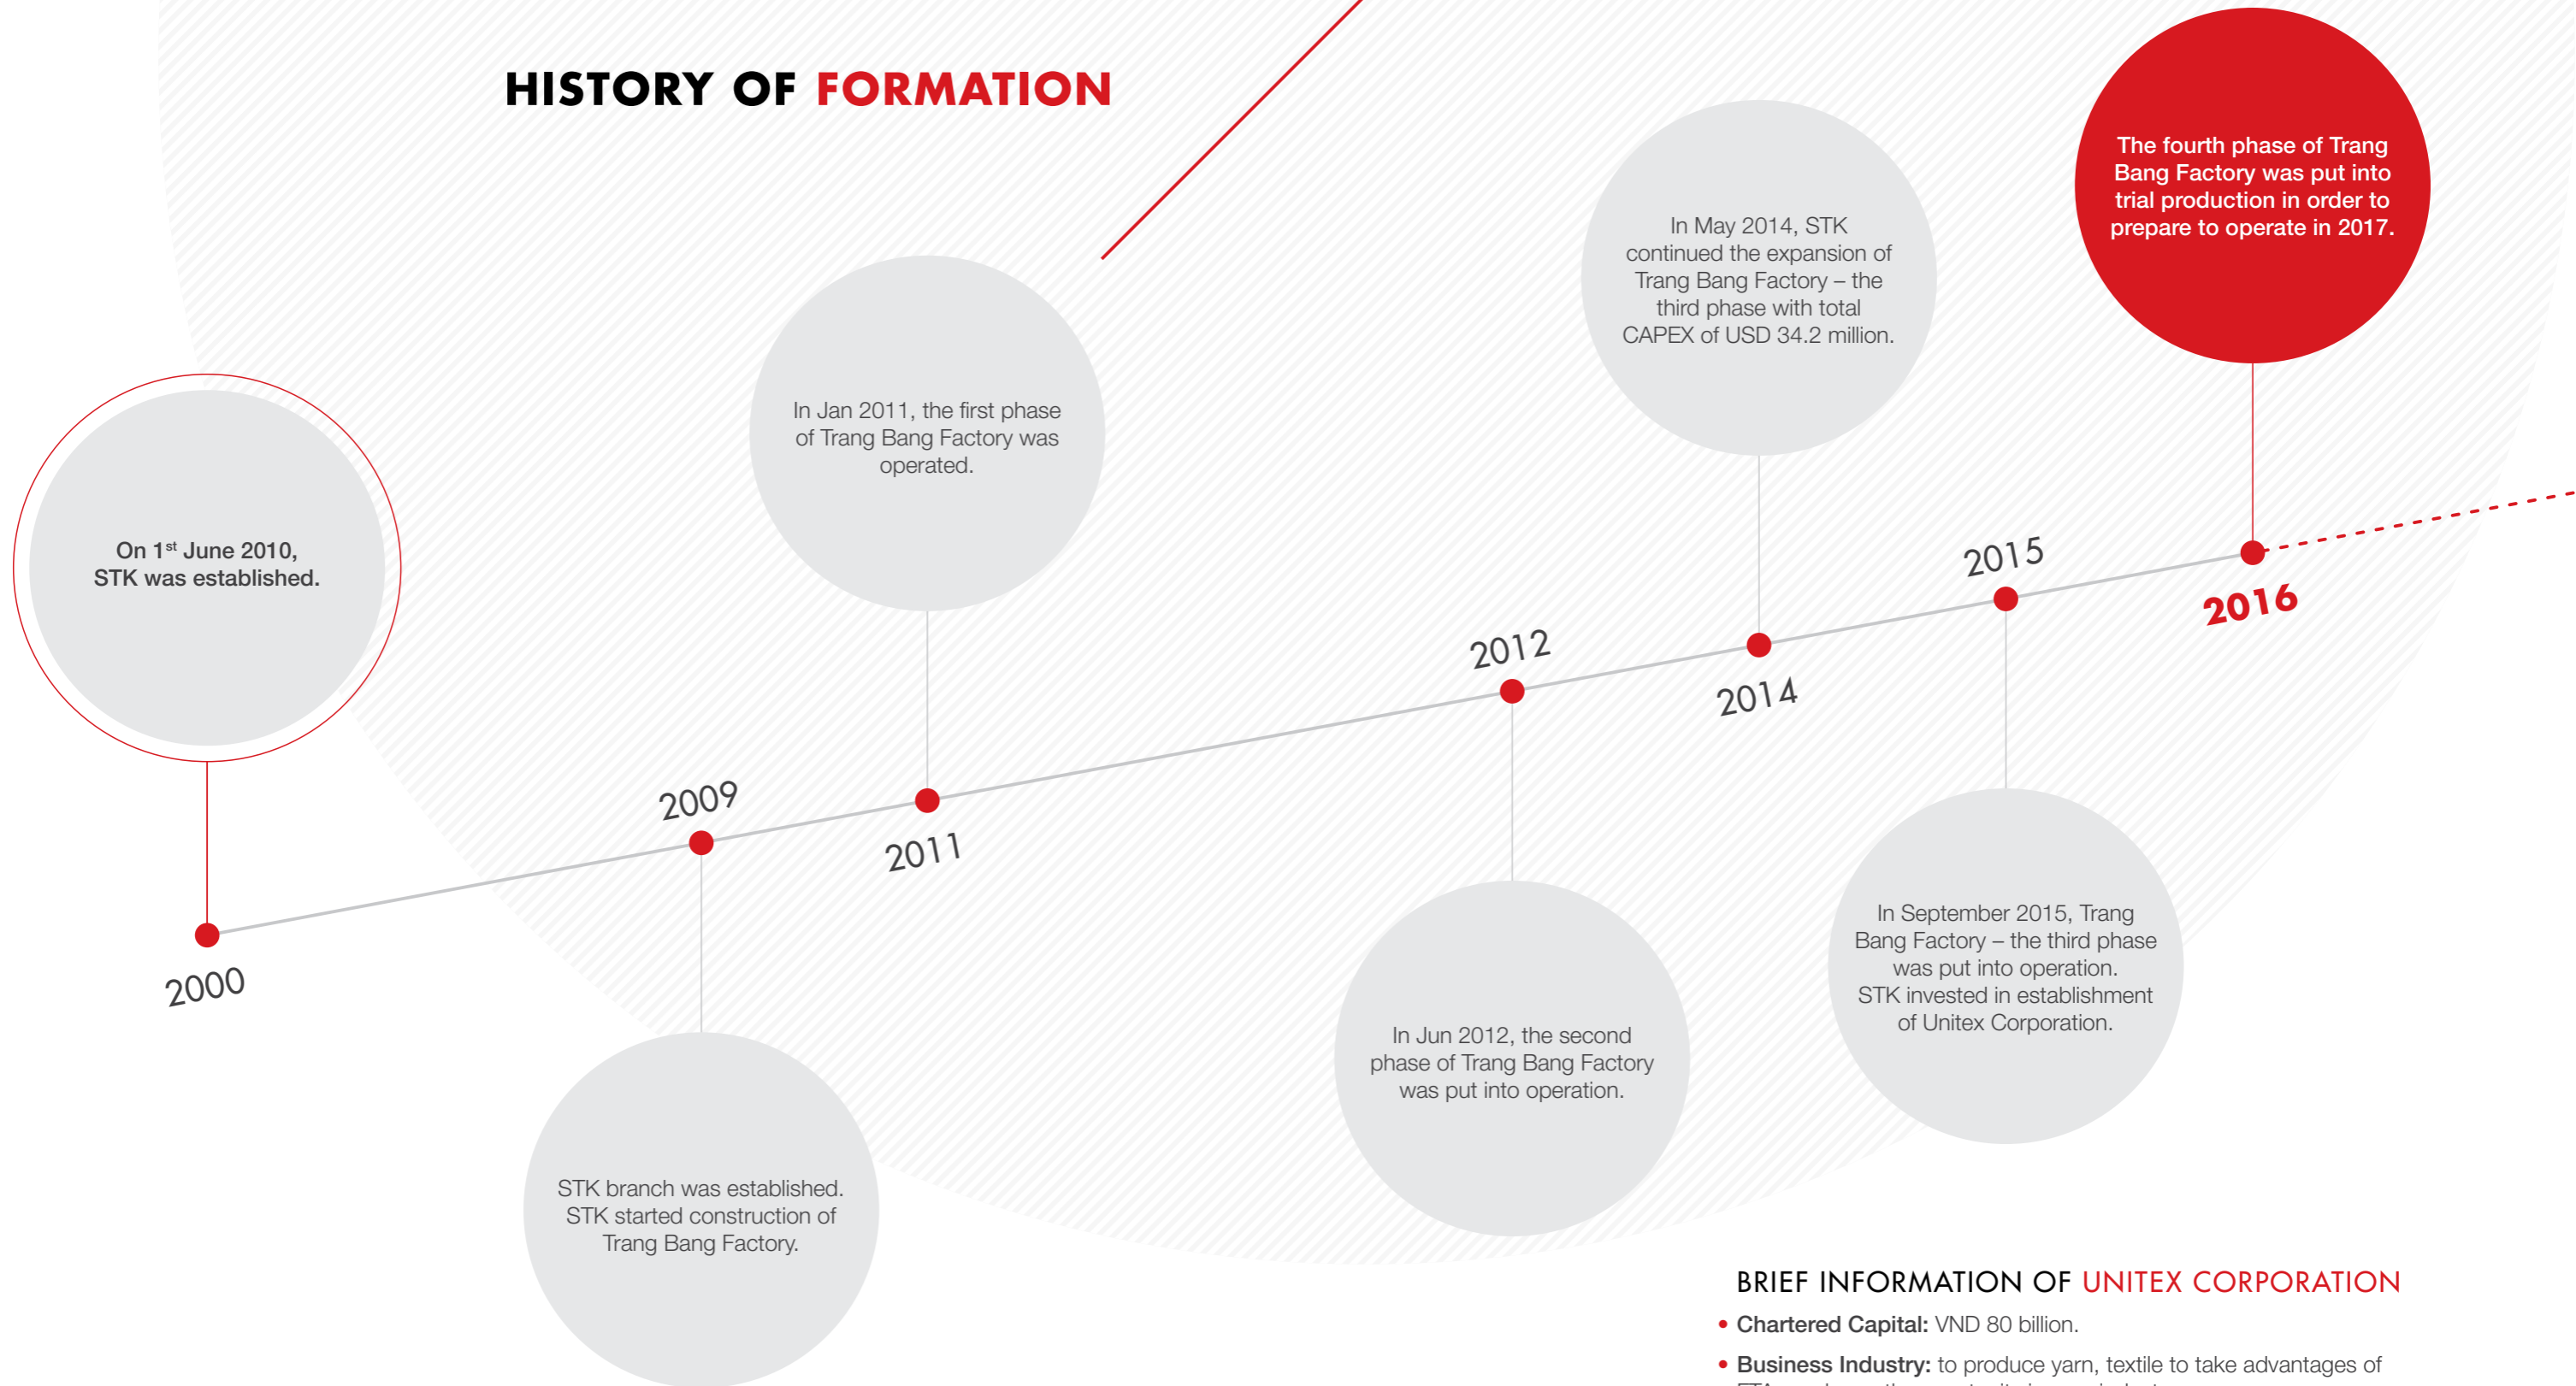 HISTORY OF FORMATION
On 1st June 2010,
STK was established.
2000
2009
STK branch was established.
STK started construction of
Trang Bang Factory.
In Jan 2011, the first phase
of Trang Bang Factory was
operated.
2011
2012
In Jun 2012, the second
phase of Trang Bang Factory
was put into operation.
In May 2014, STK
continued the expansion of
Trang Bang Factory – the
third phase with total
CAPEX of USD 34.2 million.
2014
2015
In September 2015, Trang
Bang Factory – the third phase
was put into operation.
STK invested in establishment
of Unitex Corporation.
The fourth phase of Trang
Bang Factory was put into
trial production in order to
prepare to operate in 2017.
2016
BRIEF INFORMATION OF UNITEX CORPORATION
• Chartered Capital: VND 80 billion.
• Business Industry: to produce yarn, textile to take advantages of